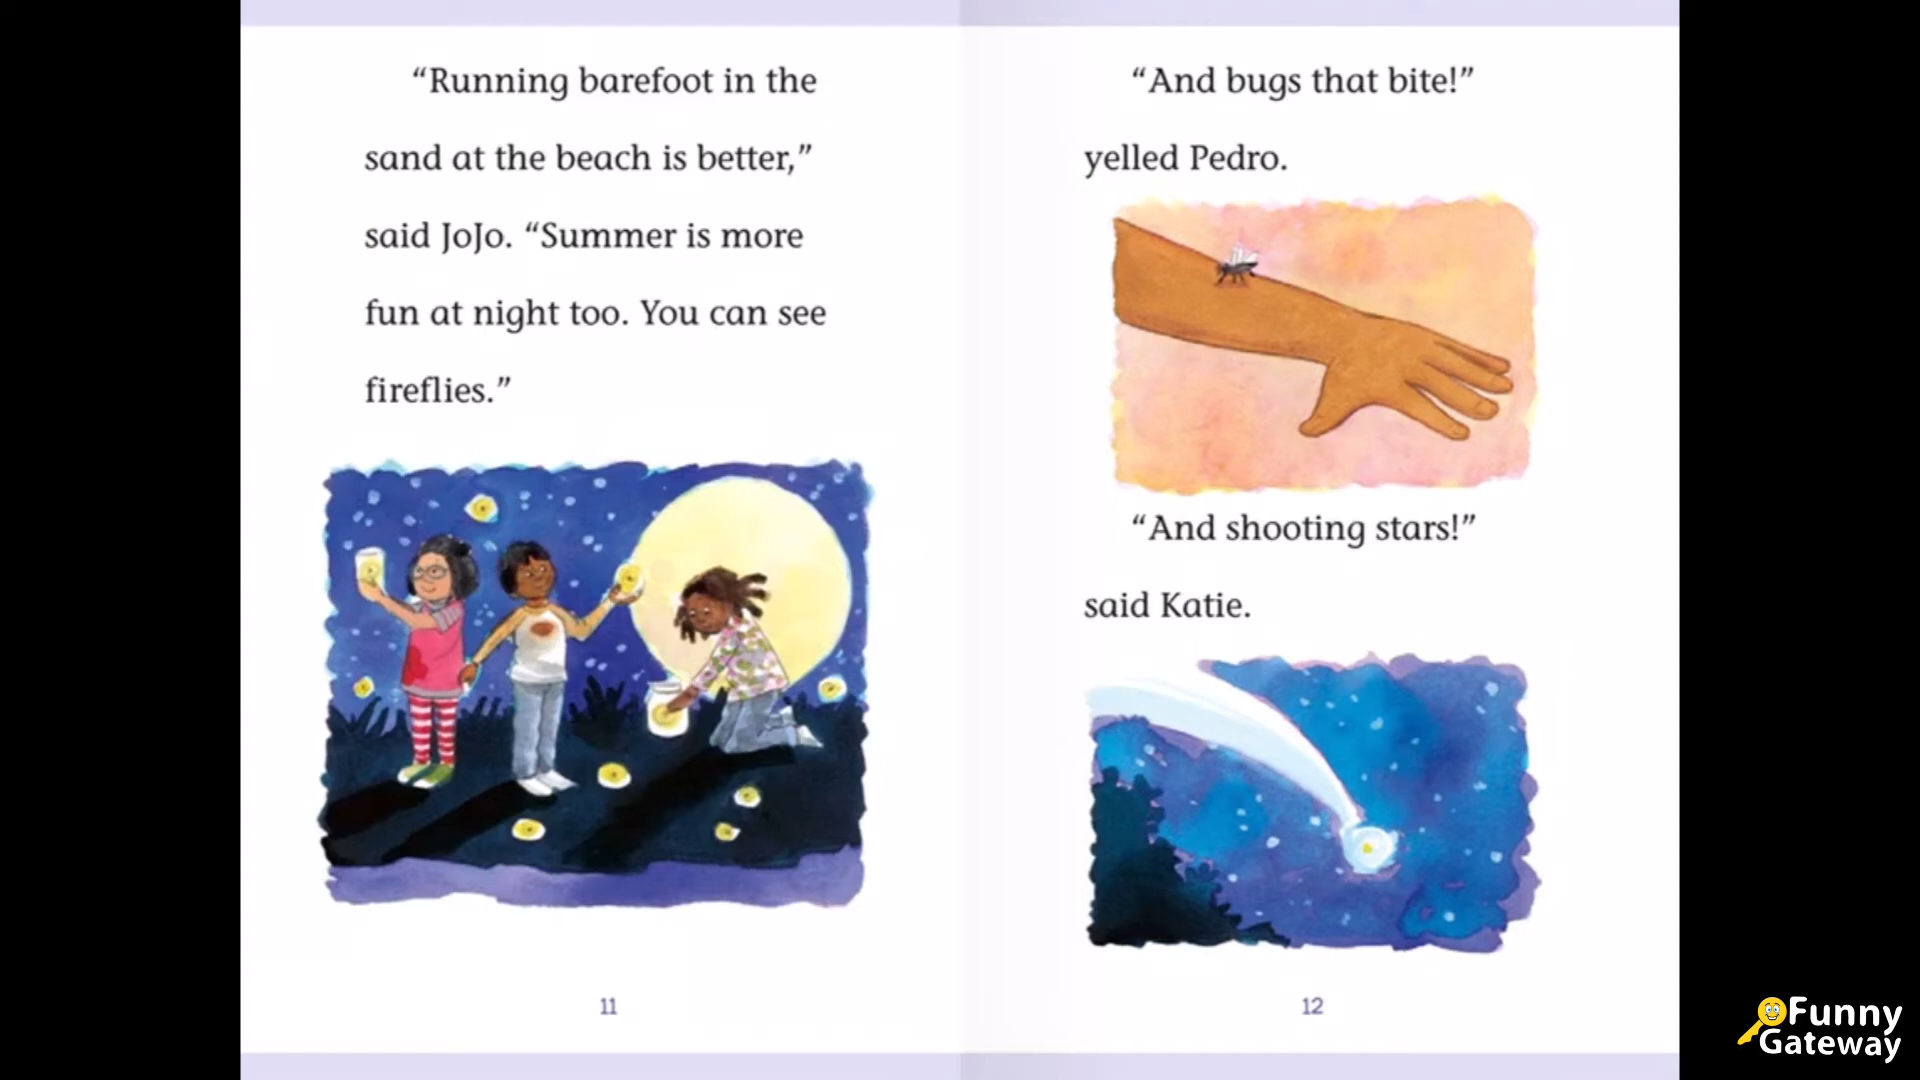 “Running barefoot in the
sand at the beach is better,”
said JoJo. “Summer is more
fun at night too. You can see
fireflies.”
11
“And bugs that bite!”
yelled Pedro.
“And shooting stars!”
said Katie.
12
Funny
Gateway